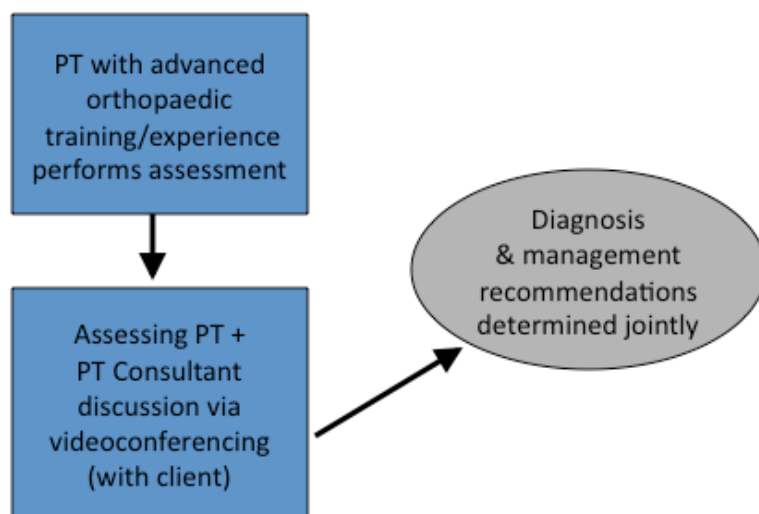 PT with advanced
orthopaedic
training/experience
performs assessment
Assessing PT +
PT Consultant
discussion via
videoconferencing
(with client)
Diagnosis
& management
recommendations
determined jointly